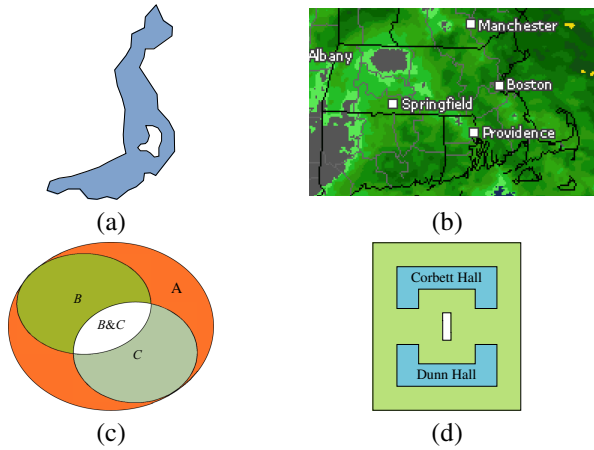 (a)
Manchester
Albany
Boston
Springfield
Providence
(b)
A
B
B&C
C
(c)
Corbett Hall
Dunn Hall
(d)